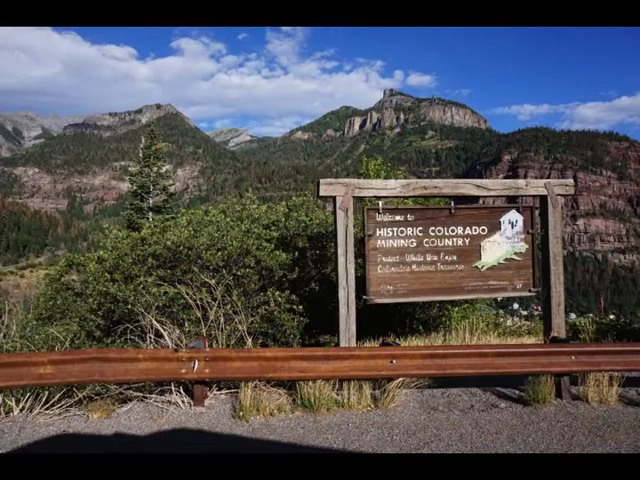 Welcome to
HISTORIC COLORADO
MINING COUNTRY
Protect - While You Enjoy
Colorado's Historic Treasures